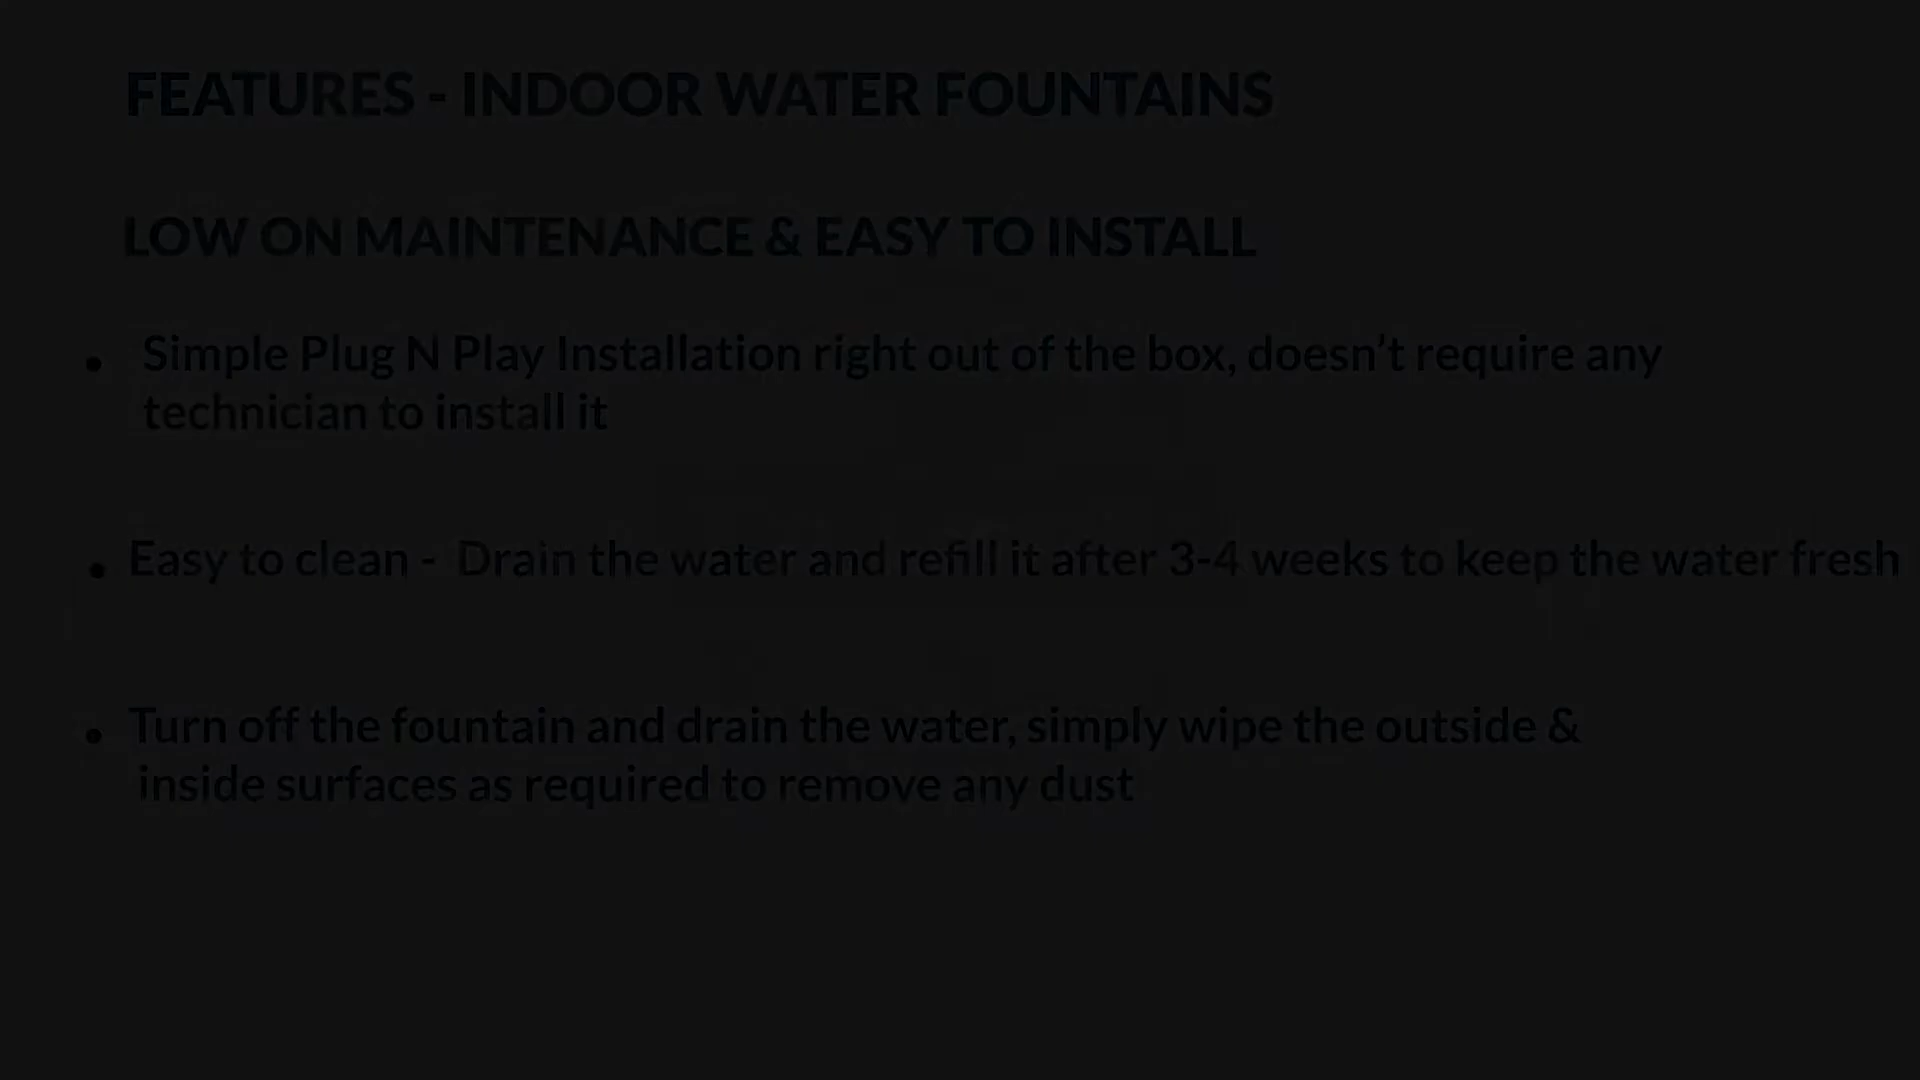 FEATURES - INDOOR WATER FOUNTAINS
LOW ON MAINTENANCE & EASY TO INSTALL
• Simple Plug N Play Installation right out of the box, doesn’t require any
technician to install it
• Easy to clean - Drain the water and refill it after 3-4 weeks to keep the water fresh
• Turn off the fountain and drain the water, simply wipe the outside &
inside surfaces as required to remove any dust